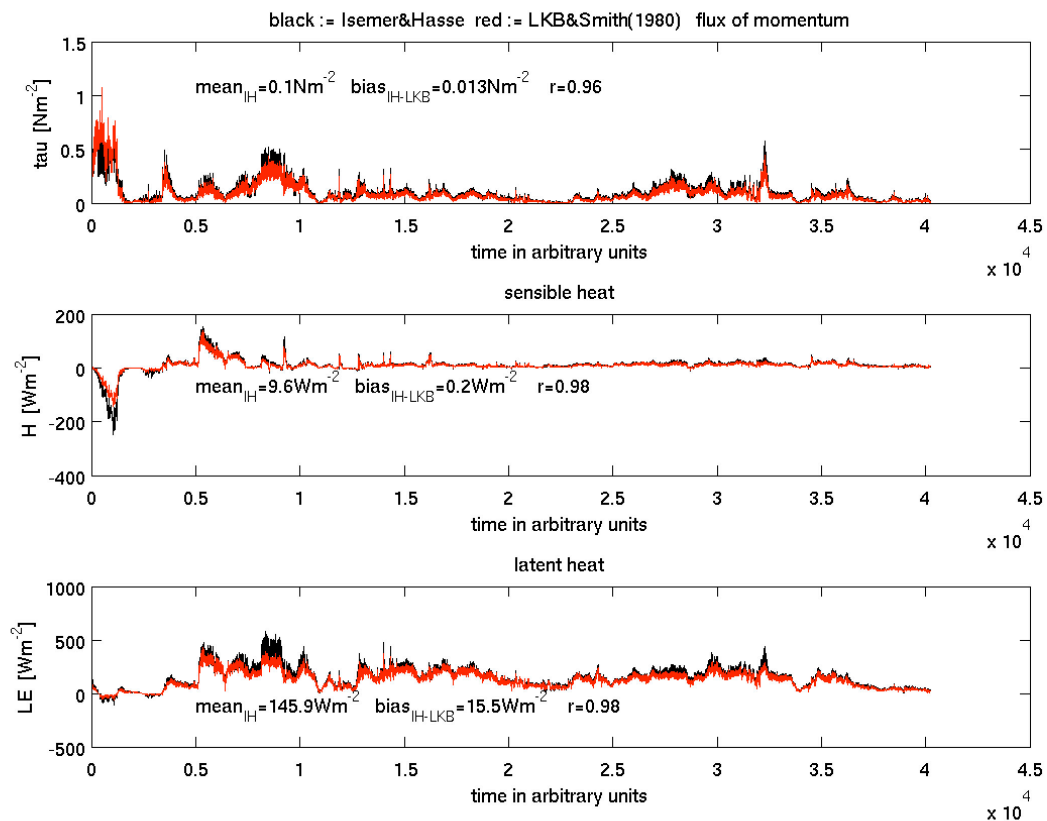 black := Isemer&Hasse red := LKB&Smith(1980) flux of momentum
1.5
1
0.5
0
tau [Nm-2]
meanIH=0.1Nm-2 biasIH-LKB=0.013Nm-2 r=0.96
0 0.5 1 1.5 2 2.5 3 3.5 4 4.5
time in arbitrary units
x 10 4
sensible heat
200
0
-200
-400
H [Wm-2]
meanIH=9.6Wm-2 biasIH-LKB=0.2Wm-2 r=0.98
0 0.5 1 1.5 2 2.5 3 3.5 4 4.5
time in arbitrary units
x 10 4
latent heat
1000
500
0
-500
LE [Wm-2]
meanIH=145.9Wm-2 biasIH-LKB=15.5Wm-2 r=0.98
0 0.5 1 1.5 2 2.5 3 3.5 4 4.5
time in arbitrary units
x 10 4